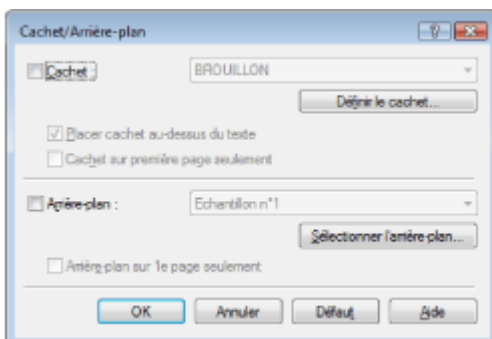 Cachet/Arrière-plan
Cachet : BROUILLON
Définir le cachet...
Placer cachet au-dessus du texte
Cachet sur première page seulement
Arrière-plan : Echantillon n°1
Sélectionner l'arrière-plan...
Arrière-plan sur 1e page seulement
OK Annuler Défaut Aide